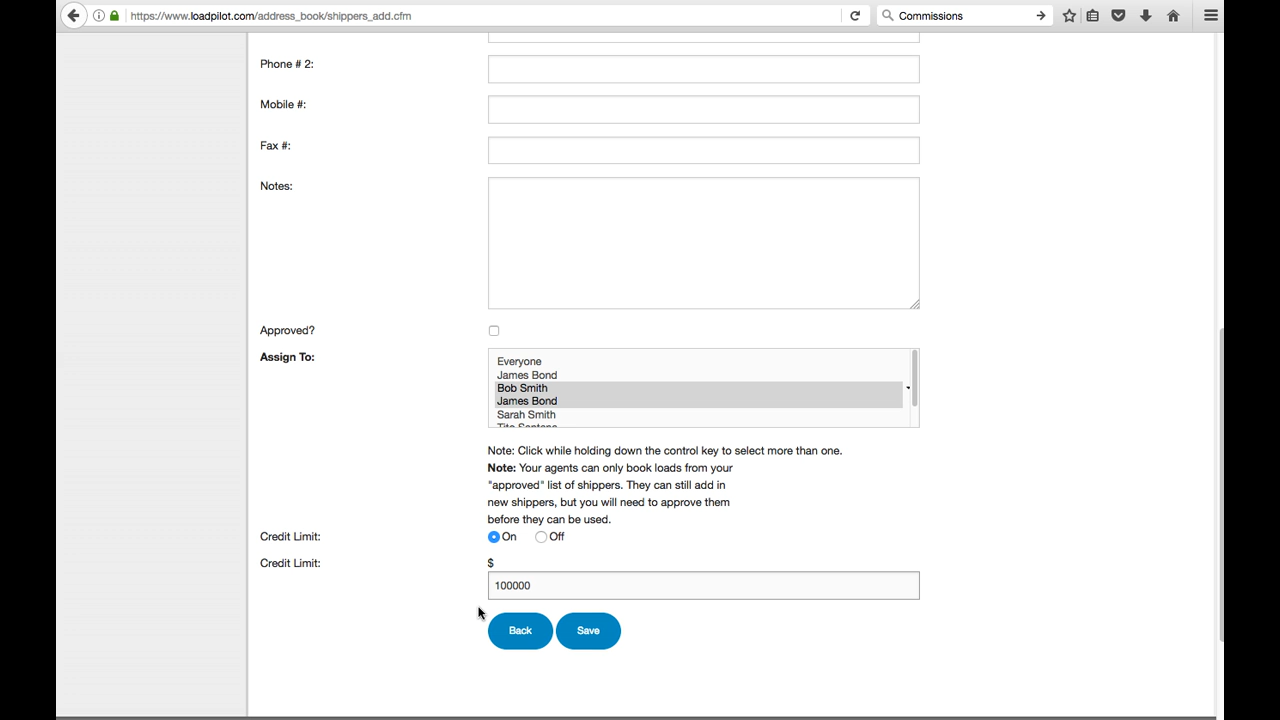 https://www.loadpilot.com/address_book/shippers_add.cfm
Commissions
Phone # 2:
Mobile #:
Fax #:
Notes:
Approved?
Assign To:
Everyone
James Bond
Bob Smith
James Bond
Sarah Smith
Note: Click while holding down the control key to select more than one.
Note: Your agents can only book loads from your
"approved" list of shippers. They can still add in
new shippers, but you will need to approve them
before they can be used.
Credit Limit:
On Off
Credit Limit:
$
100000
Back Save